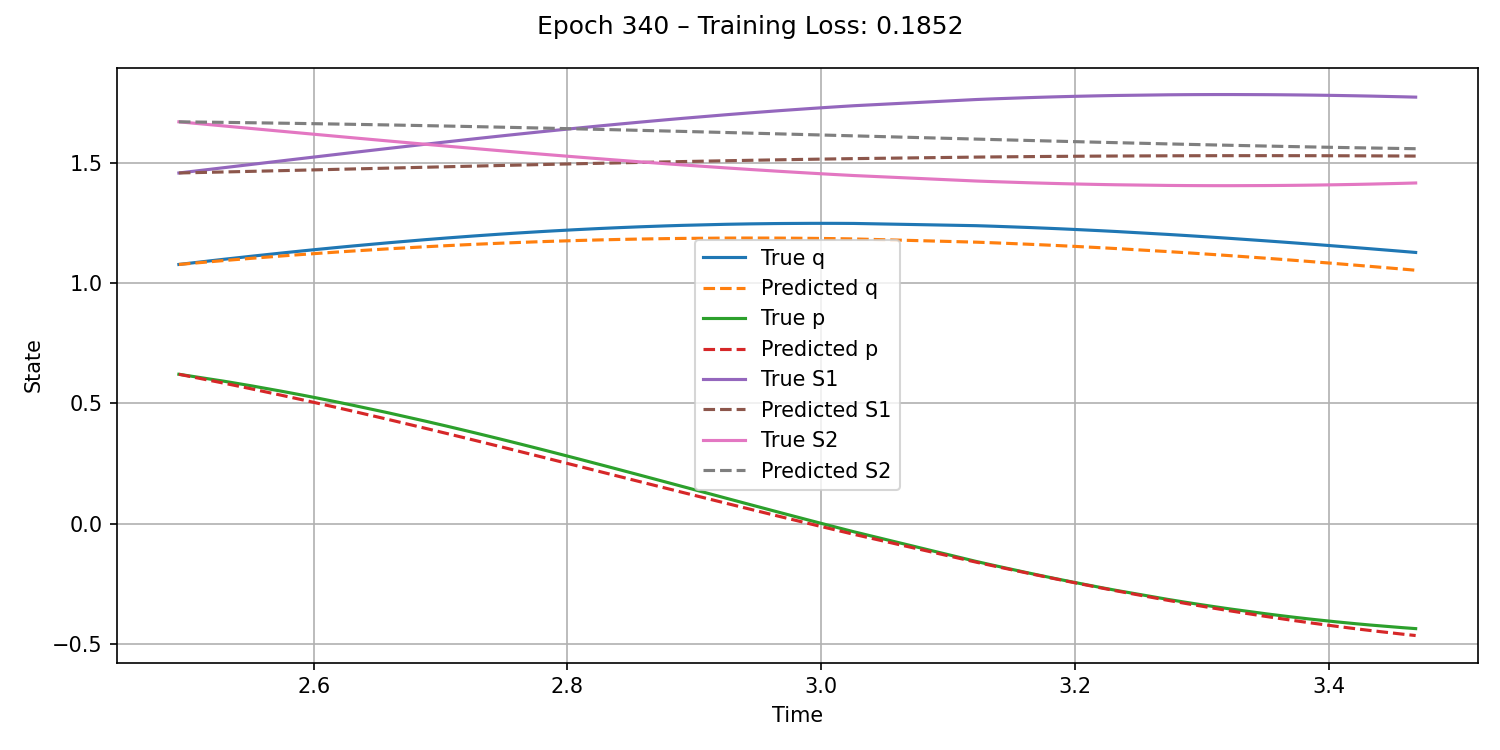 Epoch 340 – Training Loss: 0.1852
State
1.5
1.0
0.5
0.0
−0.5
True q
Predicted q
True p
Predicted p
True S1
Predicted S1
True S2
Predicted S2
2.6 2.8 3.0 3.2 3.4
Time